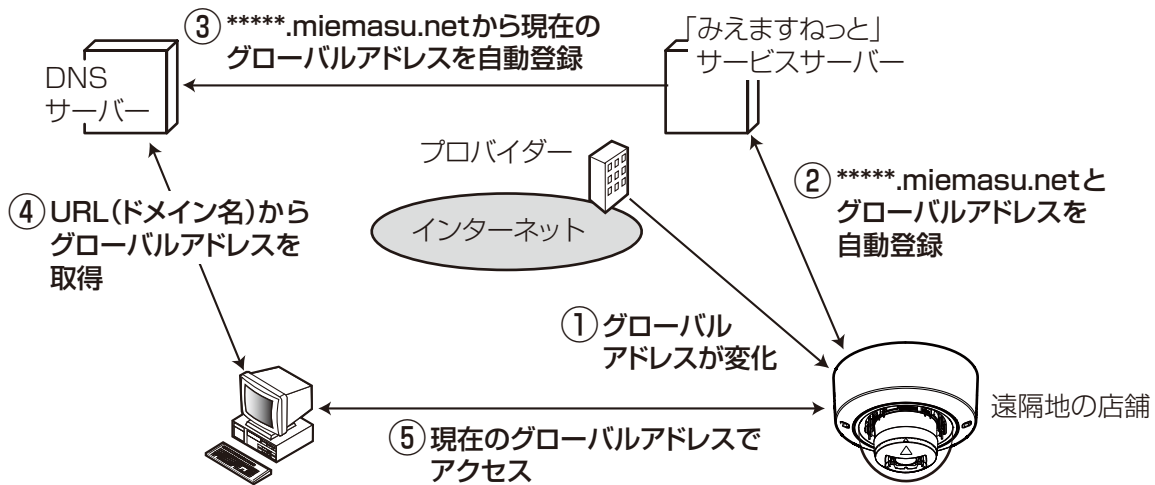 ③*****.miemasu.netから現在の
グローバルアドレスを自動登録
「みえますねっと」
サービスサーバー
DNS
サーバー
プロバイダー
インターネット
②*****.miemasu.netと
グローバルアドレスを
自動登録
④URL(ドメイン名)から
グローバルアドレスを
取得
①グローバル
アドレスが変化
遠隔地の店舗
⑤現在のグローバルアドレスで
アクセス